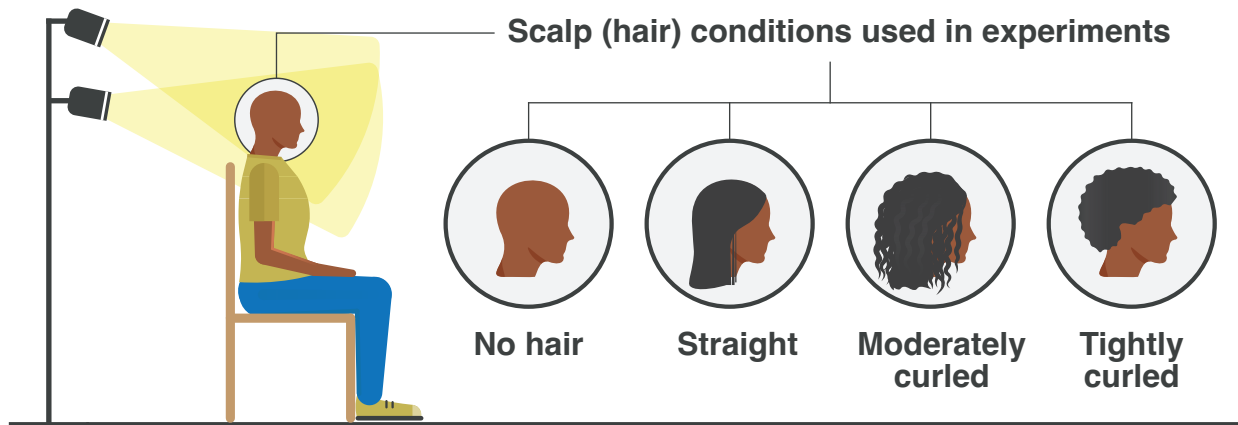 Scalp (hair) conditions used in experiments
No hair
Straight
Moderately
curled
Tightly
curled